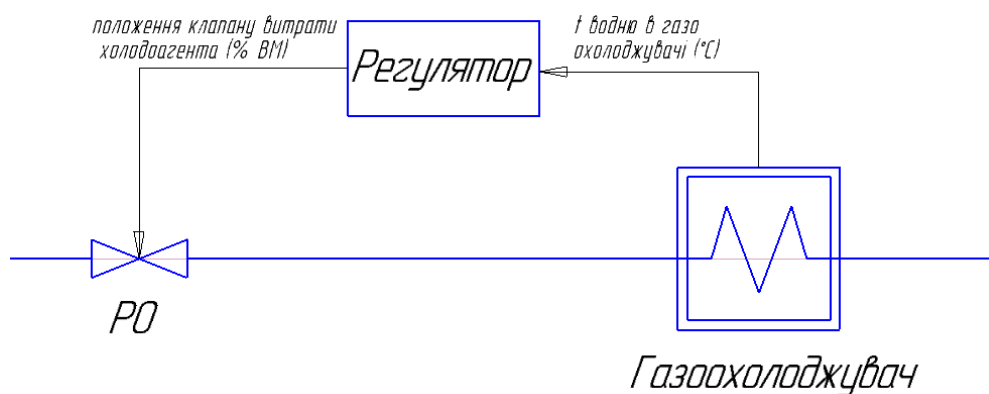 положення клапану витрати
холодоагента (% ВМ)
t водню в газо
охолоджувачі (°C)
Регулятор
РО
Газоохолоджувач